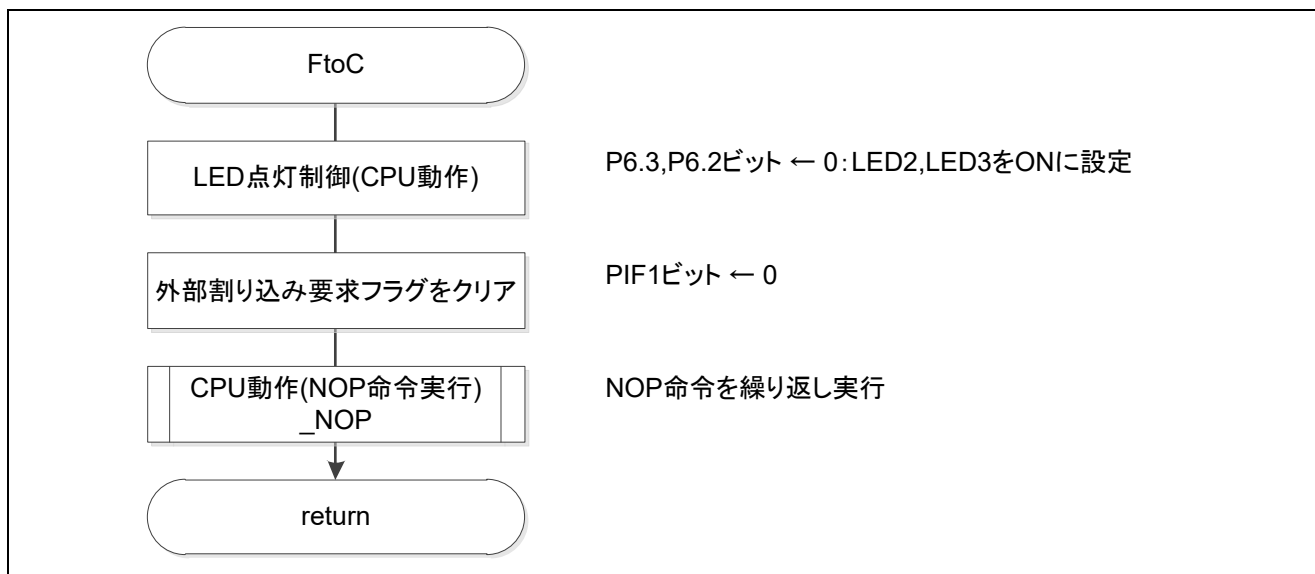 FtoC
LED点灯制御(CPU動作)
P6.3,P6.2ビット ← 0：LED2,LED3をONに設定
外部割り込み要求フラグをクリア
PIF1ビット ← 0
CPU動作(NOP命令実行)
_NOP
NOP命令を繰り返し実行
return